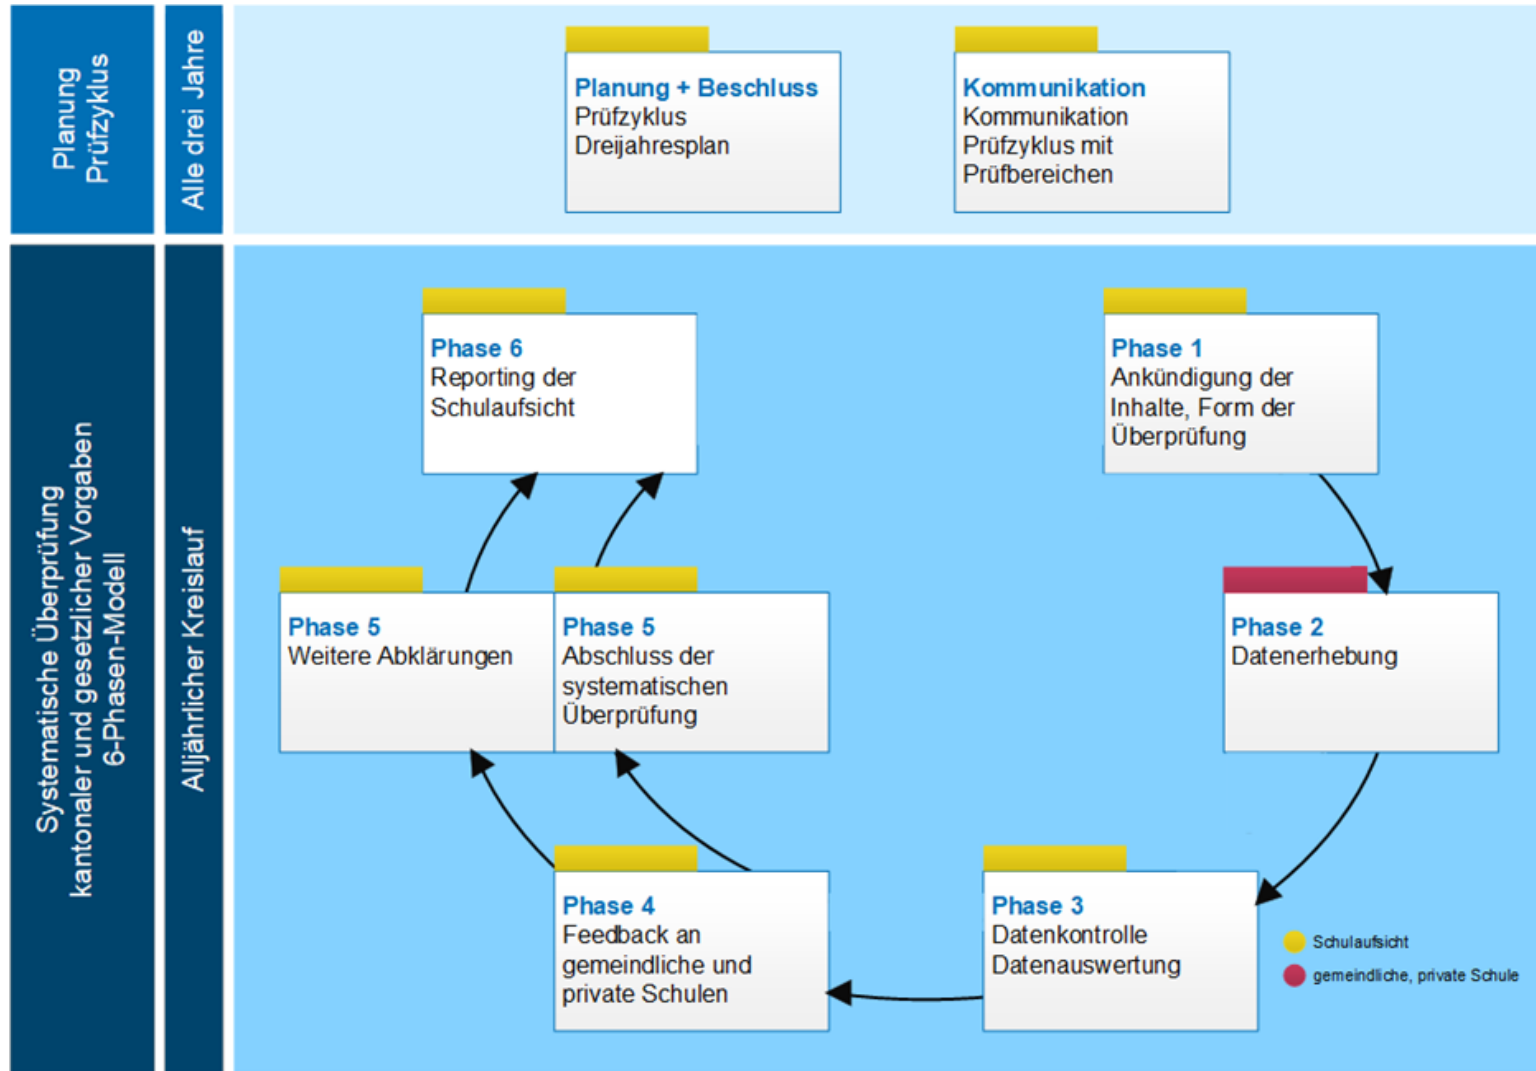 Planung
Prüfzyklus
Alle drei Jahre
Planung + Beschluss
Prüfzyklus
Dreijahresplan
Kommunikation
Kommunikation
Prüfzyklus mit
Prüfbereichen
Systematische Überprüfung
kantonaler und gesetzlicher Vorgaben
6-Phasen-Modell
Alljährlicher Kreislauf
Phase 6
Reporting der
Schulaufsicht
Phase 1
Ankündigung der
Inhalte, Form der
Überprüfung
Phase 5
Weitere Abklärungen
Phase 5
Abschluss der
systematischen
Überprüfung
Phase 2
Datenerhebung
Phase 4
Feedback an
gemeindliche und
private Schulen
Phase 3
Datenkontrolle
Datenauswertung
Schulaufsicht
gemeindliche, private Schule